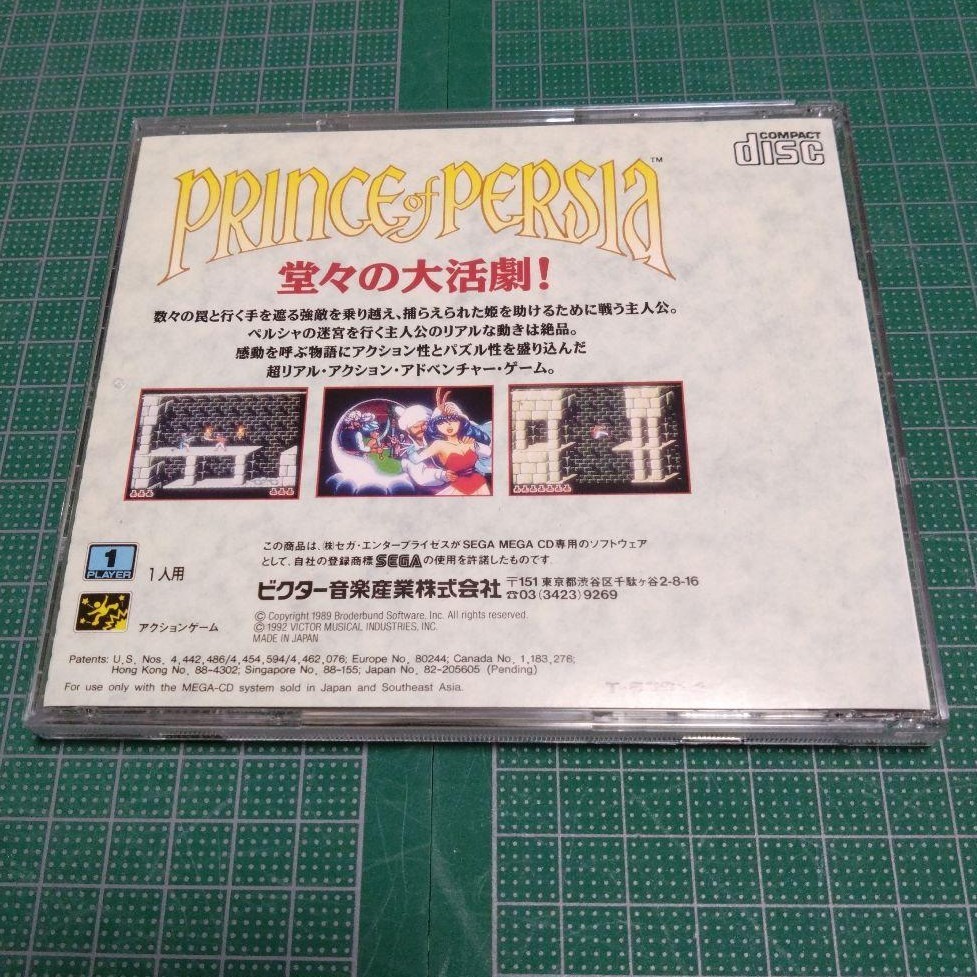 COMPACT
disc
PRINCE of PERSIA™
堂々の大活劇!
数々の罠と行く手を遮る強敵を乗り越え、捕らえられた姫を助けるために戦う主人公。
ペルシャの迷宮を行く主人公のリアルな動きは絶品。
感動を呼ぶ物語にアクション性とパズル性を盛り込んだ
超リアル・アクション・アドベンチャー・ゲーム。
1
PLAYER
1人用
アクションゲーム
この商品は、㈱セガ・エンタープライゼスがSEGA MEGA CD専用のソフトウェア
として、自社の登録商標SEGAの使用を許諾したものです
ビクター音楽産業株式会社
〒151 東京都渋谷区千駄ヶ谷2-8-16
☎03(3423)9269
© Copyright 1989 Broderbund Software, Inc. All rights reserved.
© 1992 VICTOR MUSICAL INDUSTRIES, INC.
MADE IN JAPAN
Patents: U.S. Nos. 4,442,486/4,454,594/4,462,076; Europe No. 80244; Canada No. 1,183,276;
Hong Kong No. 88-4302; Singapore No. 88-155; Japan No. 82-205605 (Pending)
For use only with the MEGA-CD system sold in Japan and Southeast Asia.